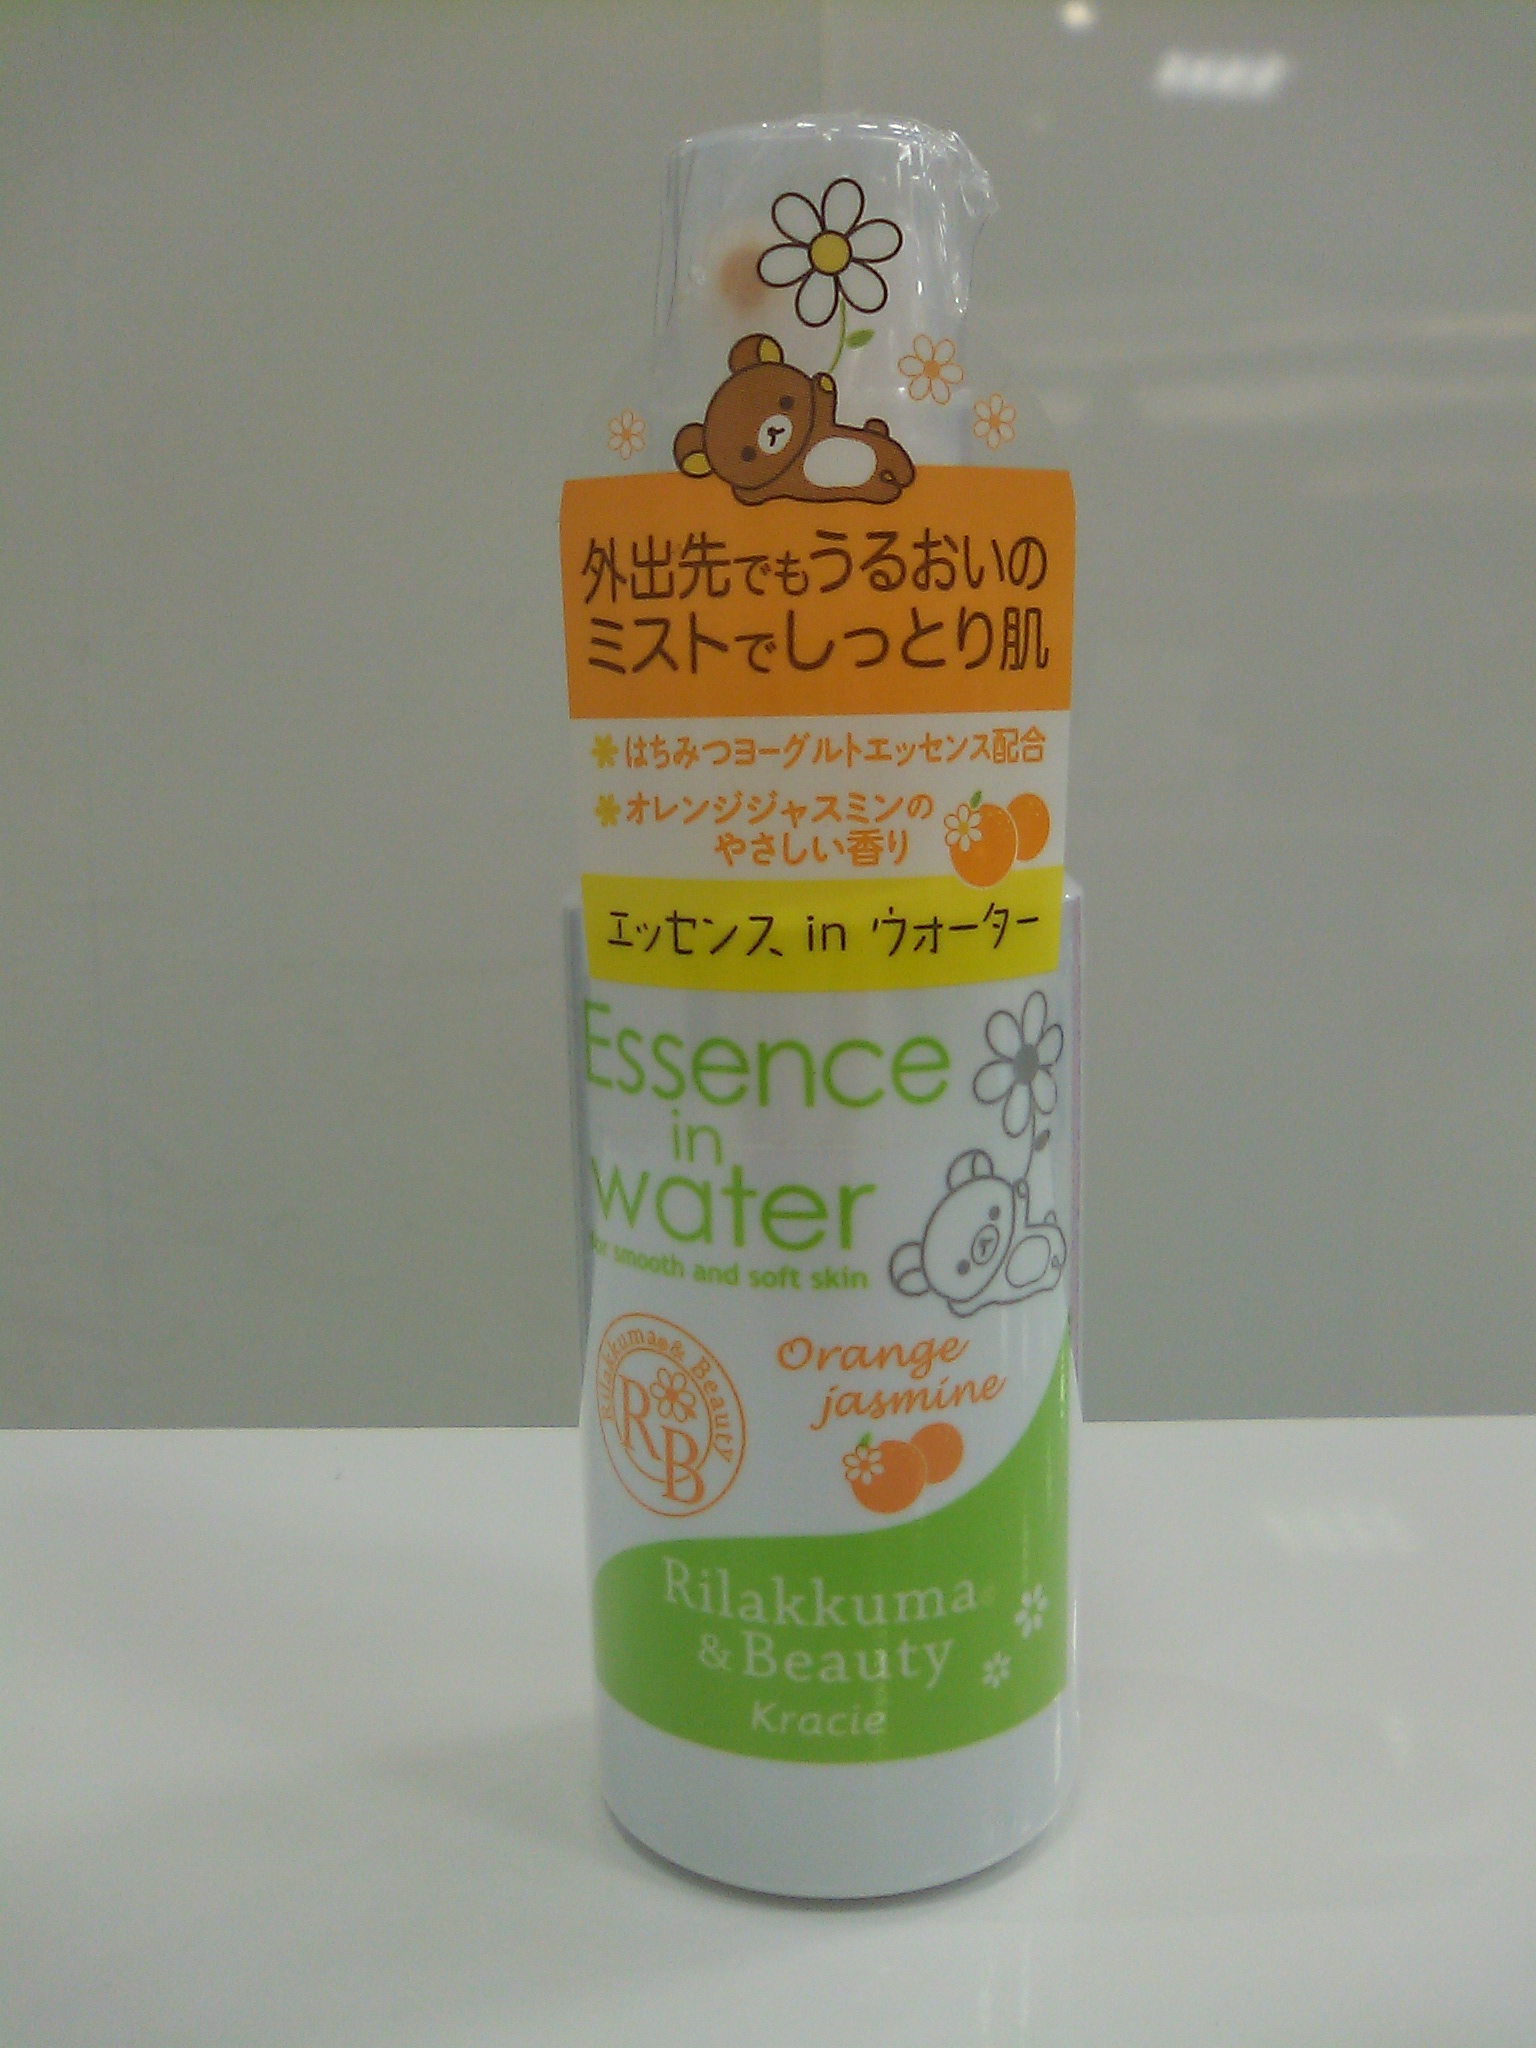 外出先でもうるおいの
ミストでしっとり肌
はちみつヨーグルトエッセンス配合
オレンジジャスミンの
やさしい香り
エッセンス in ウォーター
Essence
in
water
for smooth and soft skin
Rilakkuma® & Beauty
RB
Orange
jasmine
Rilakkuma®
&Beauty
Kracie